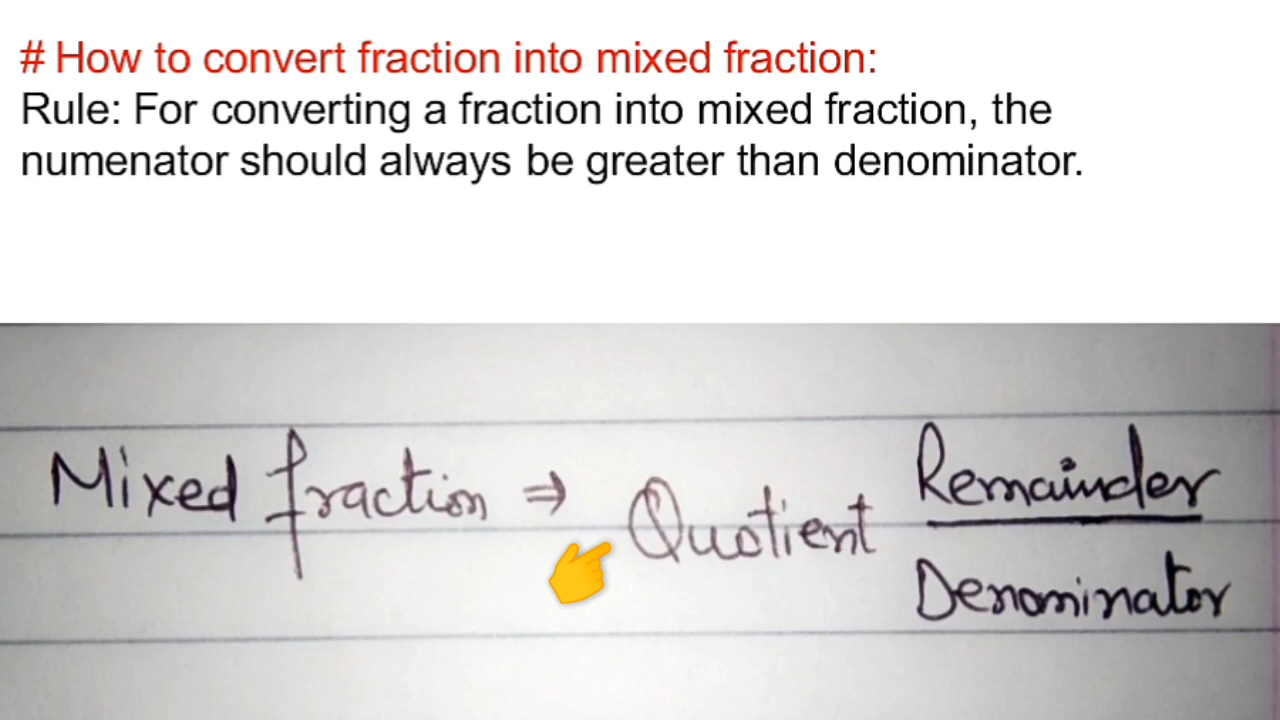 # How to convert fraction into mixed fraction:
Rule: For converting a fraction into mixed fraction, the
numenator should always be greater than denominator.
Mixed fraction ⇒ Quotient Remainder
Denominator